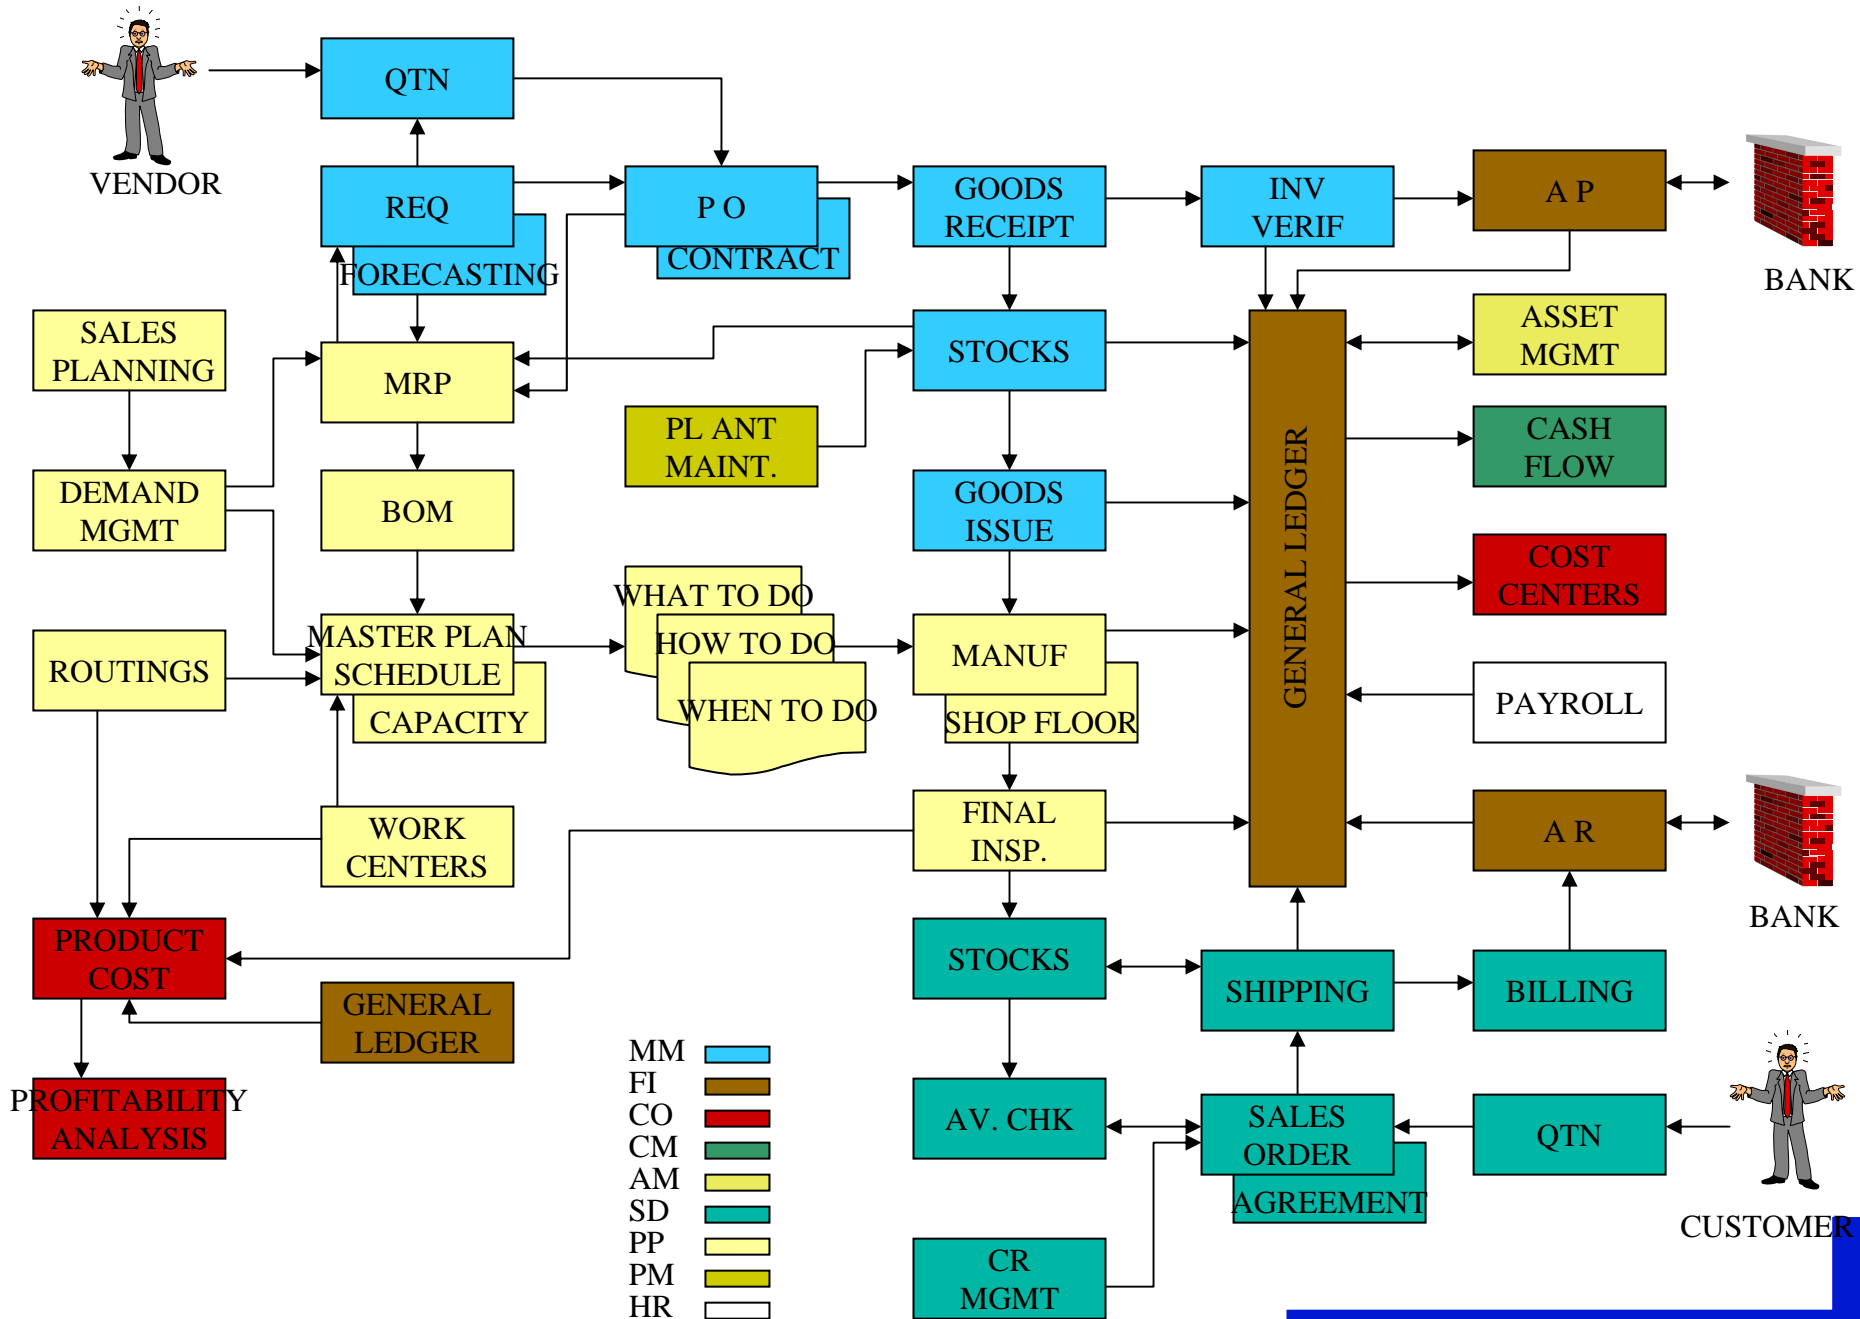 QTN
VENDOR
REQ
P O
GOODS
RECEIPT
INV
VERIF
A P
FORECASTING
CONTRACT
BANK
SALES
PLANNING
MRP
STOCKS
ASSET
MGMT
PL ANT
MAINT.
CASH
FLOW
DEMAND
MGMT
BOM
GOODS
ISSUE
GENERAL LEDGER
COST
CENTERS
WHAT TO DO
HOW TO DO
WHEN TO DO
ROUTINGS
MASTER PLAN
SCHEDULE
CAPACITY
MANUF
SHOP FLOOR
PAYROLL
WORK
CENTERS
FINAL
INSP.
A R
BANK
PRODUCT
COST
STOCKS
SHIPPING
BILLING
GENERAL
LEDGER
PROFITABILITY
ANALYSIS
AV. CHK
SALES
ORDER
AGREEMENT
QTN
CUSTOMER
CR
MGMT
MM
FI
CO
CM
AM
SD
PP
PM
HR